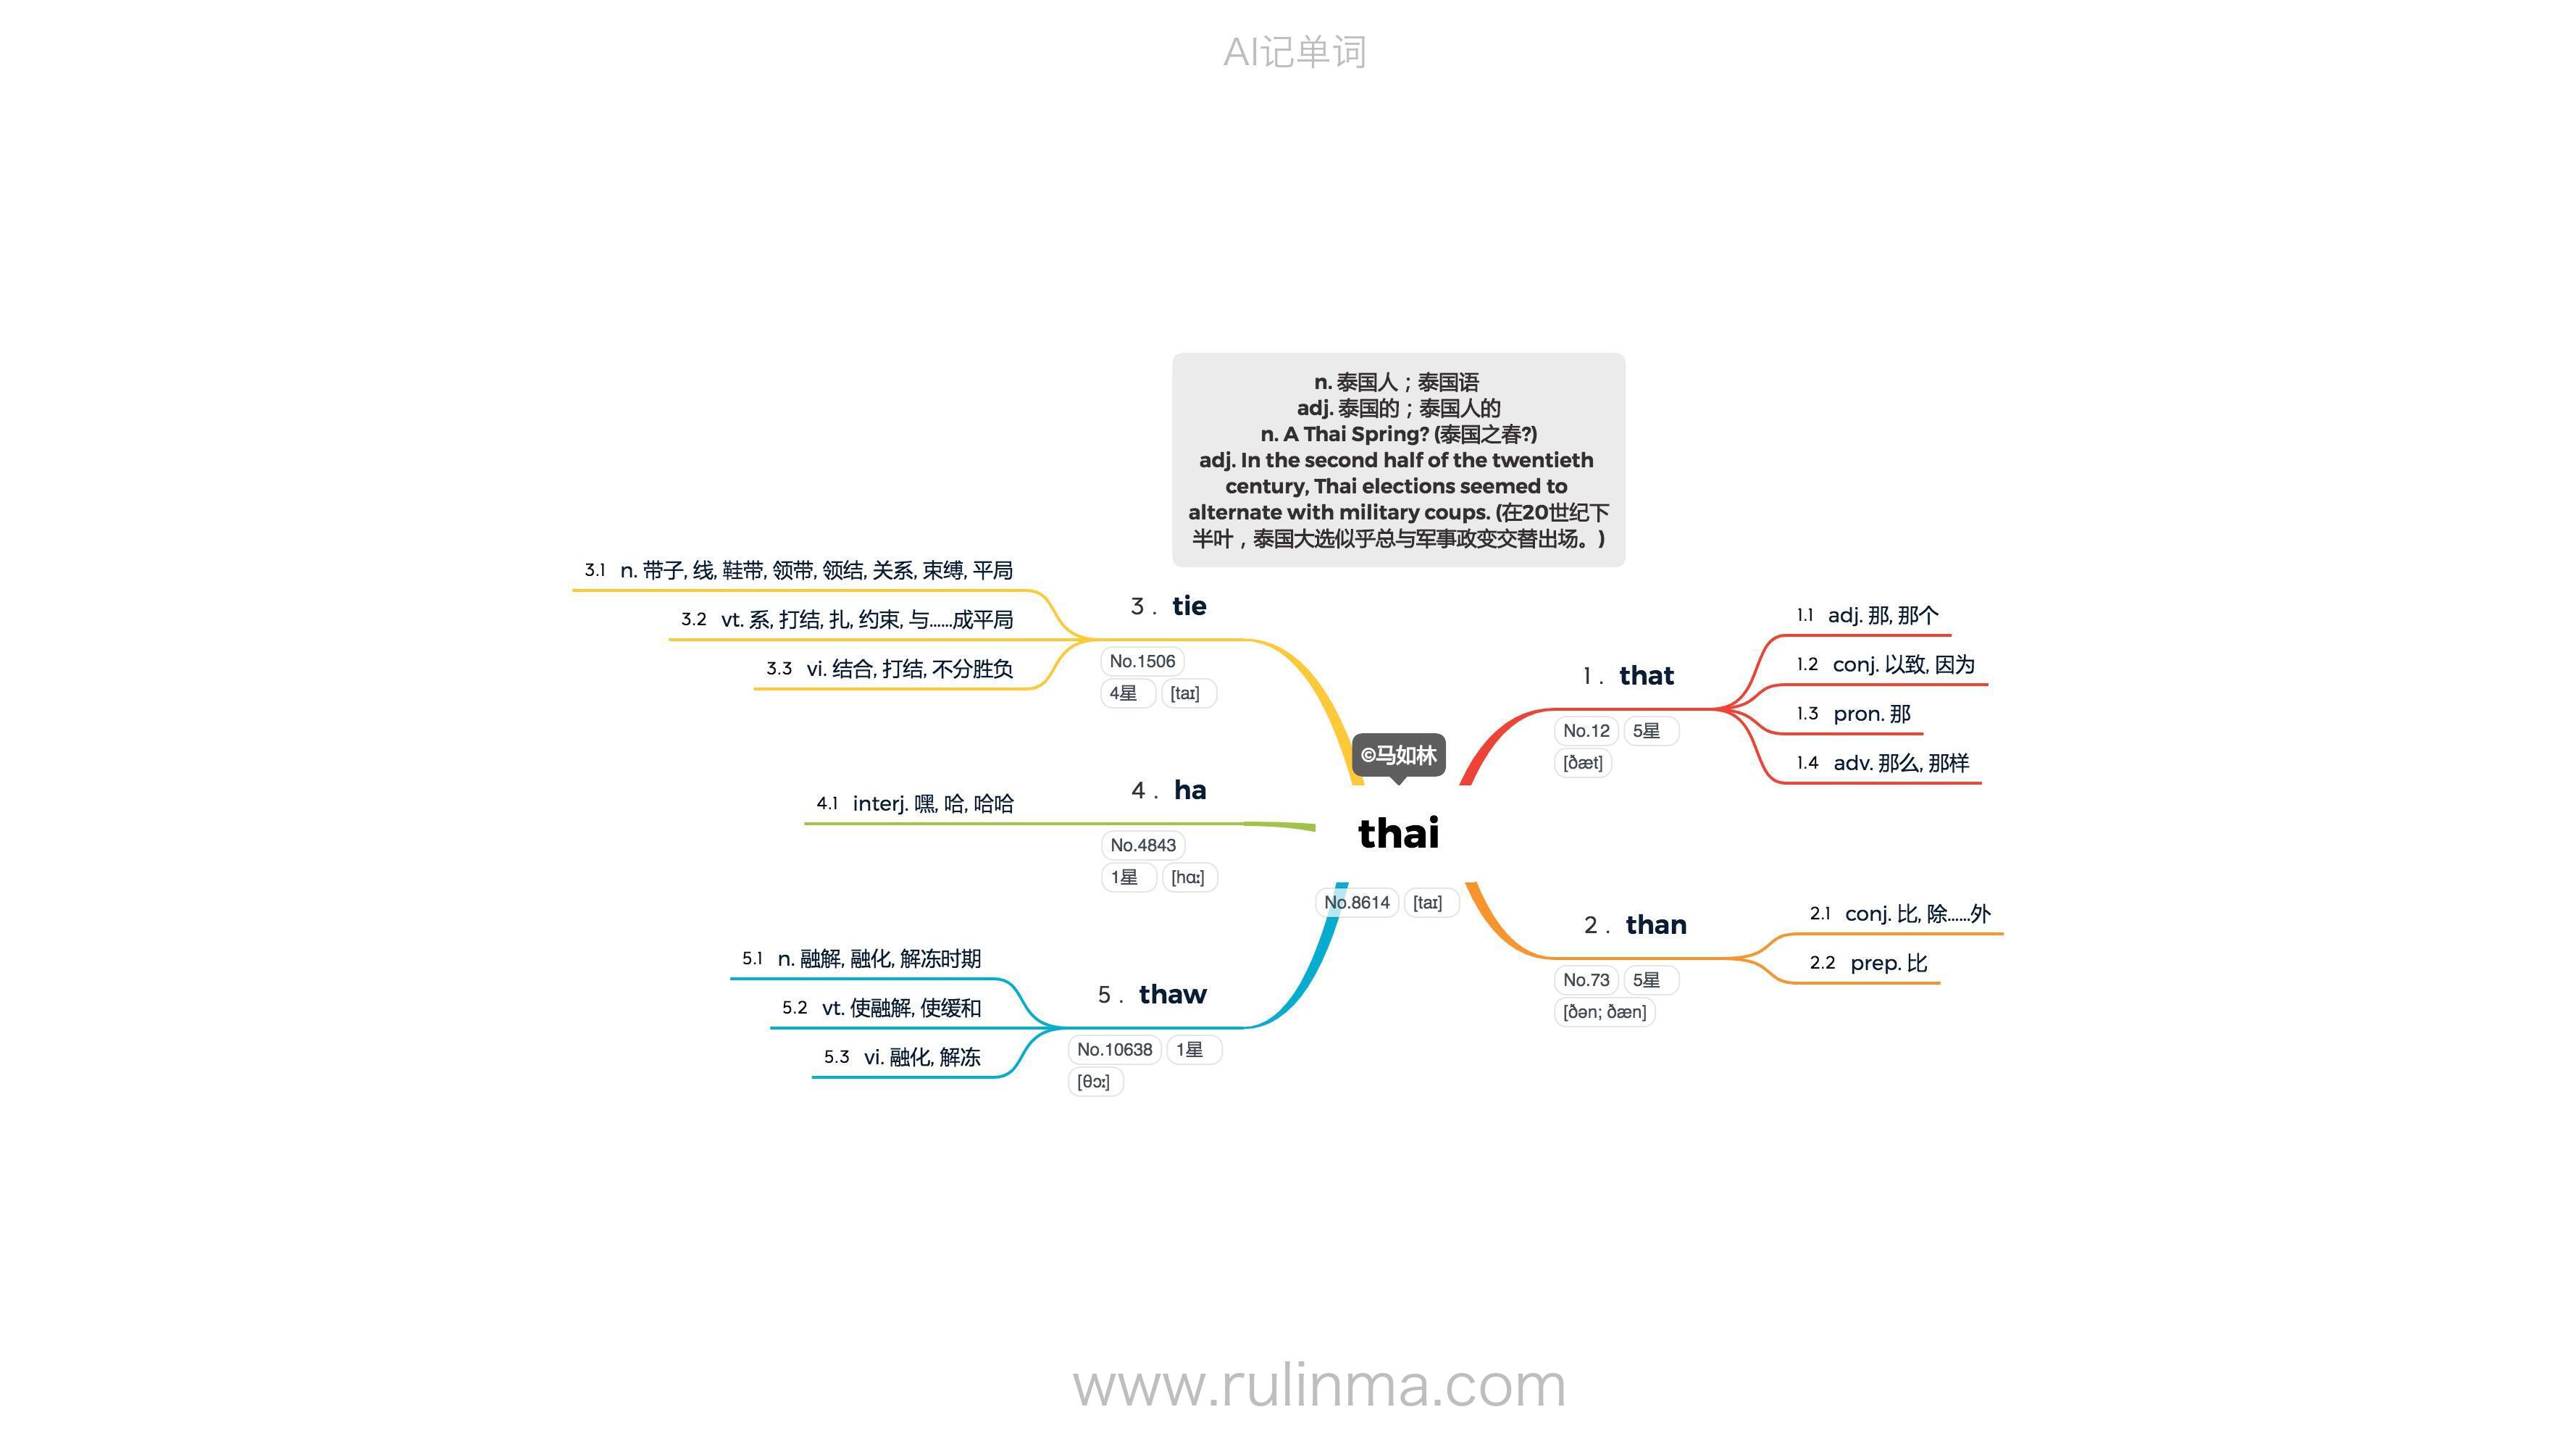 AI记单词
n. 泰国人；泰国语
adj. 泰国的；泰国人的
n. A Thai Spring? (泰国之春?)
adj. In the second half of the twentieth
century, Thai elections seemed to
alternate with military coups. (在20世纪下
半叶，泰国大选似乎总与军事政变交替出场。)
©马如林
thai
No.8614 [taɪ]
1. that
No.12 5星
[ðæt]
1.1 adj. 那, 那个
1.2 conj. 以致, 因为
1.3 pron. 那
1.4 adv. 那么, 那样
2. than
No.73 5星
[ðən; ðæn]
2.1 conj. 比, 除……外
2.2 prep. 比
3. tie
No.1506
4星 [taɪ]
3.1 n. 带子, 线, 鞋带, 领带, 领结, 关系, 束缚, 平局
3.2 vt. 系, 打结, 扎, 约束, 与……成平局
3.3 vi. 结合, 打结, 不分胜负
4. ha
No.4843
1星 [hɑː]
4.1 interj. 嘿, 哈, 哈哈
5. thaw
No.10638 1星
[θɔː]
5.1 n. 融解, 融化, 解冻时期
5.2 vt. 使融解, 使缓和
5.3 vi. 融化, 解冻
www.rulinma.com